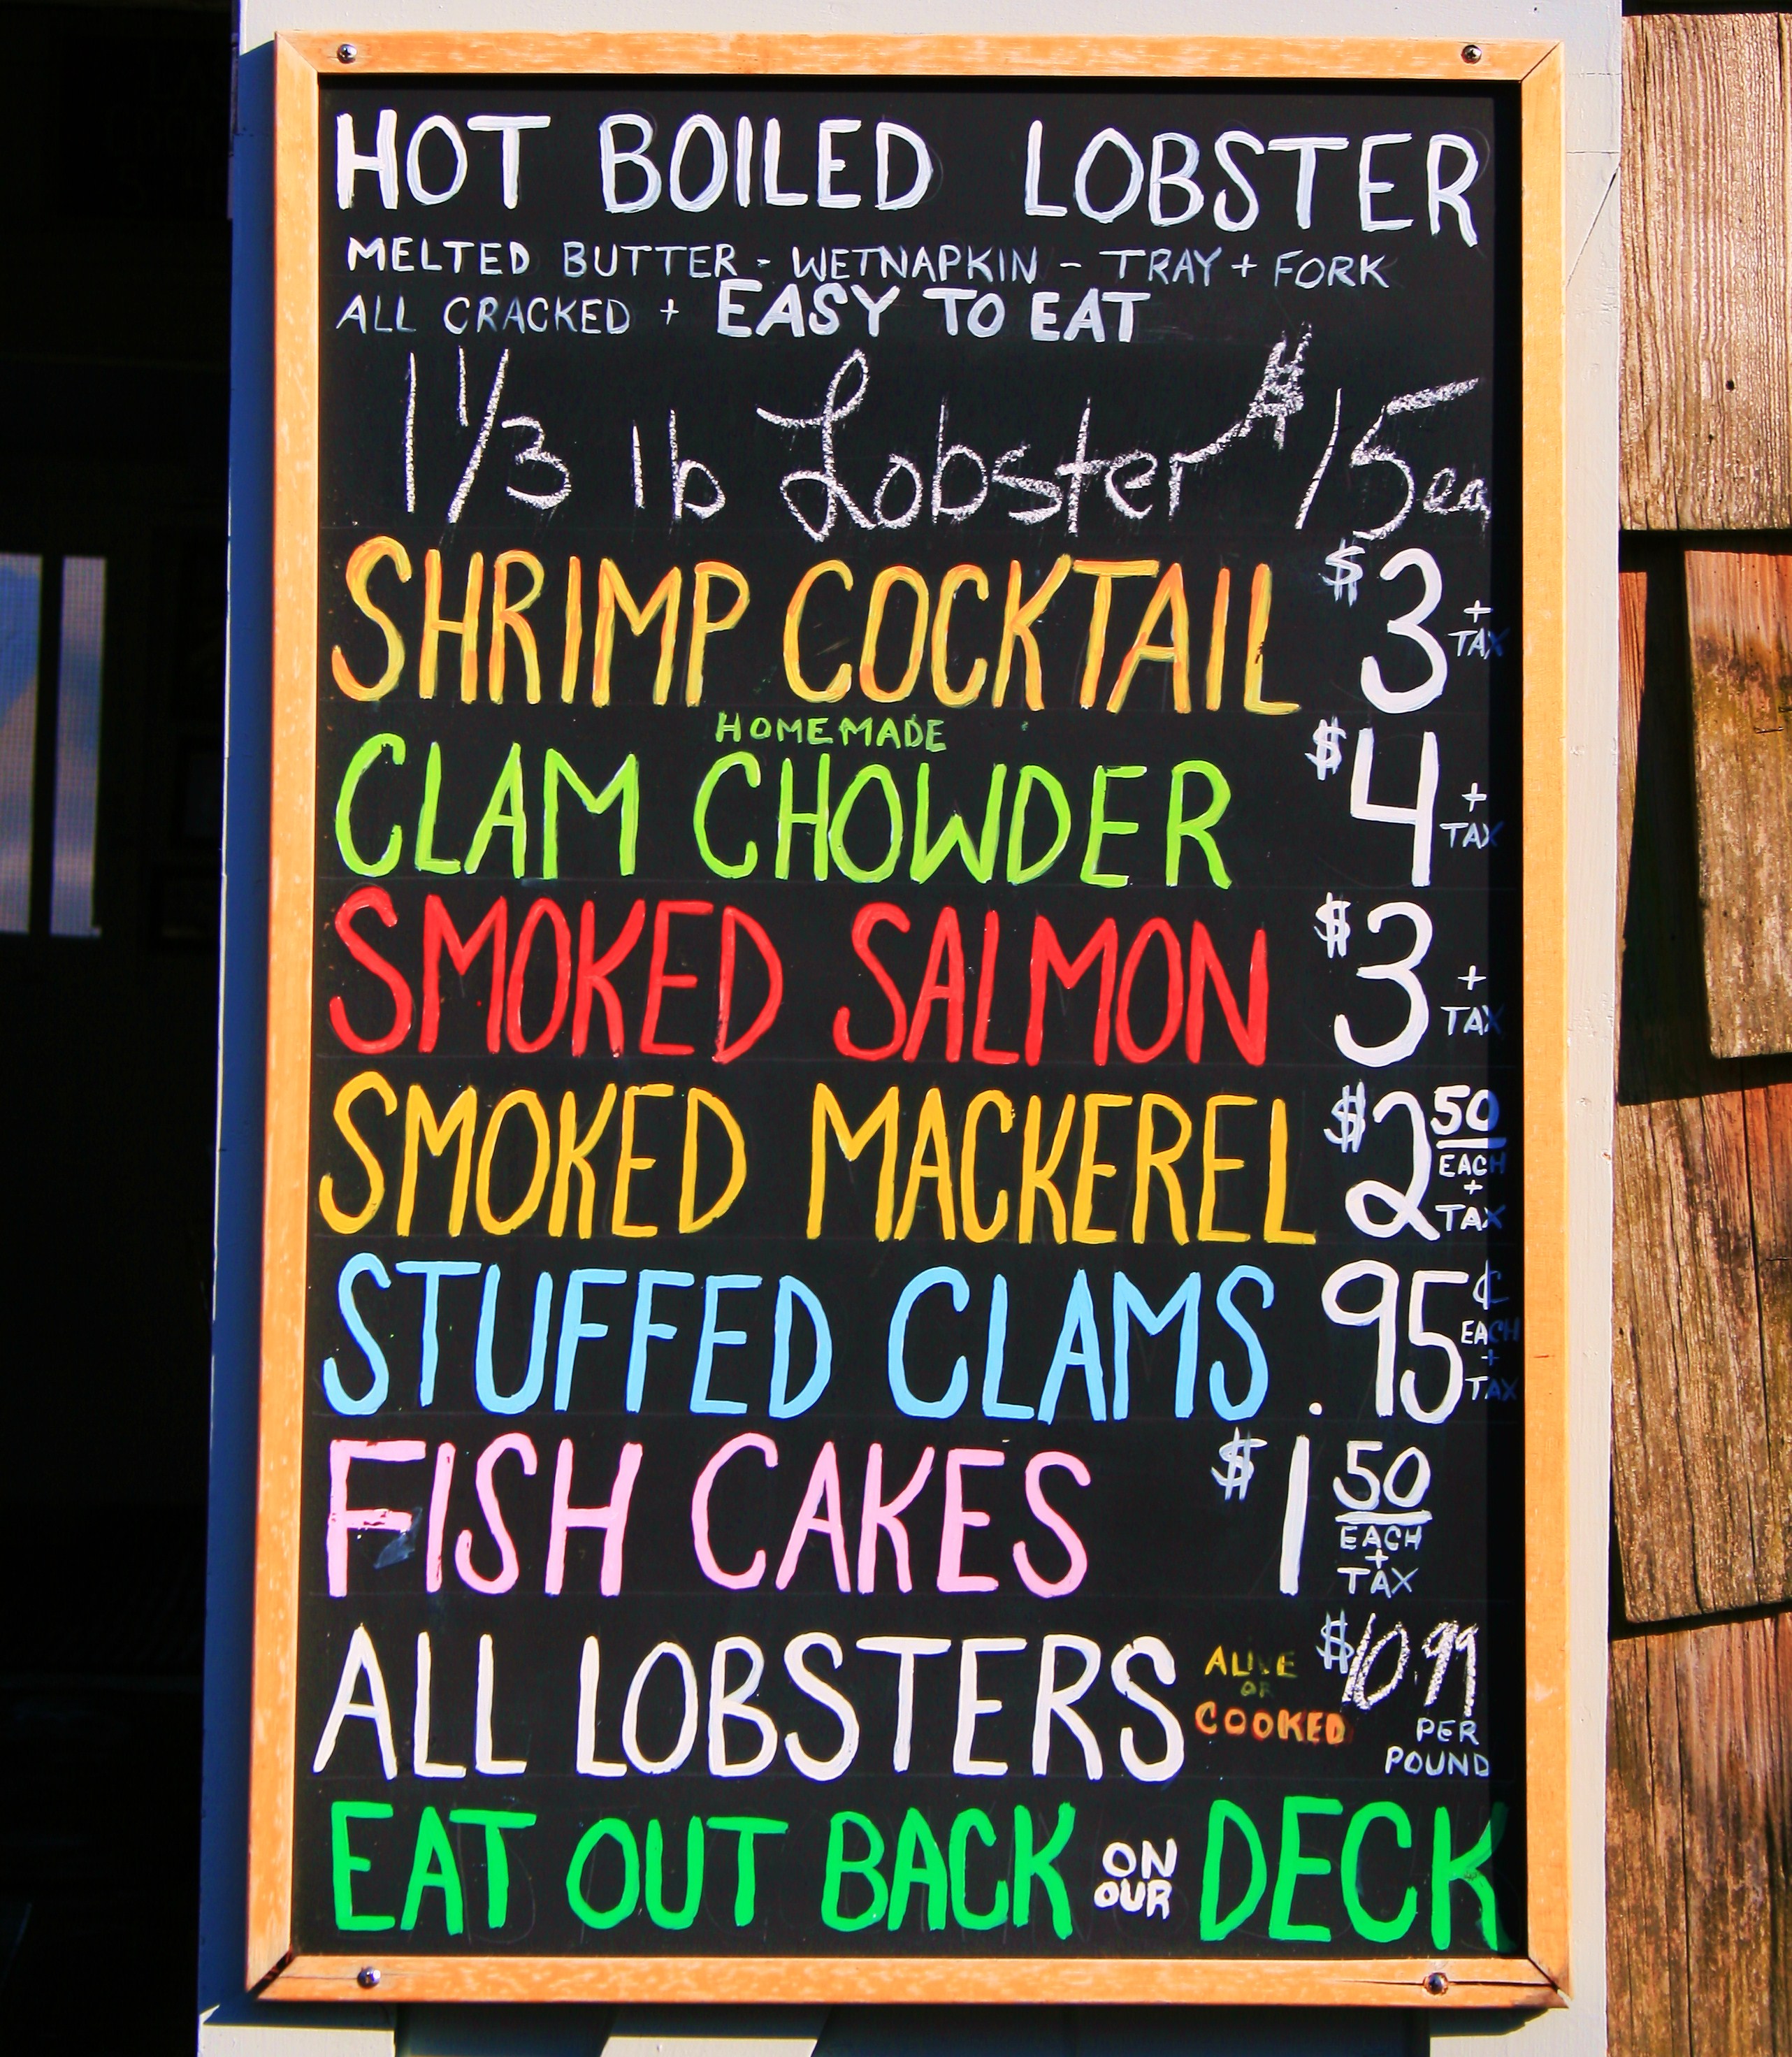 HOT BOILED LOBSTER
MELTED BUTTER - WETNAPKIN - TRAY + FORK
ALL CRACKED + EASY TO EAT
1 1/3 lb Lobster $15 ea
SHRIMP COCKTAIL $3 + TAX
HOMEMADE
CLAM CHOWDER $4 + TAX
SMOKED SALMON $3 + TAX
SMOKED MACKEREL $2 50 EACH + TAX
STUFFED CLAMS .95¢ EACH + TAX
FISH CAKES $1 50 EACH + TAX
ALL LOBSTERS ALIVE OR COOKED $10.99 PER POUND
EAT OUT BACK ON OUR DECK